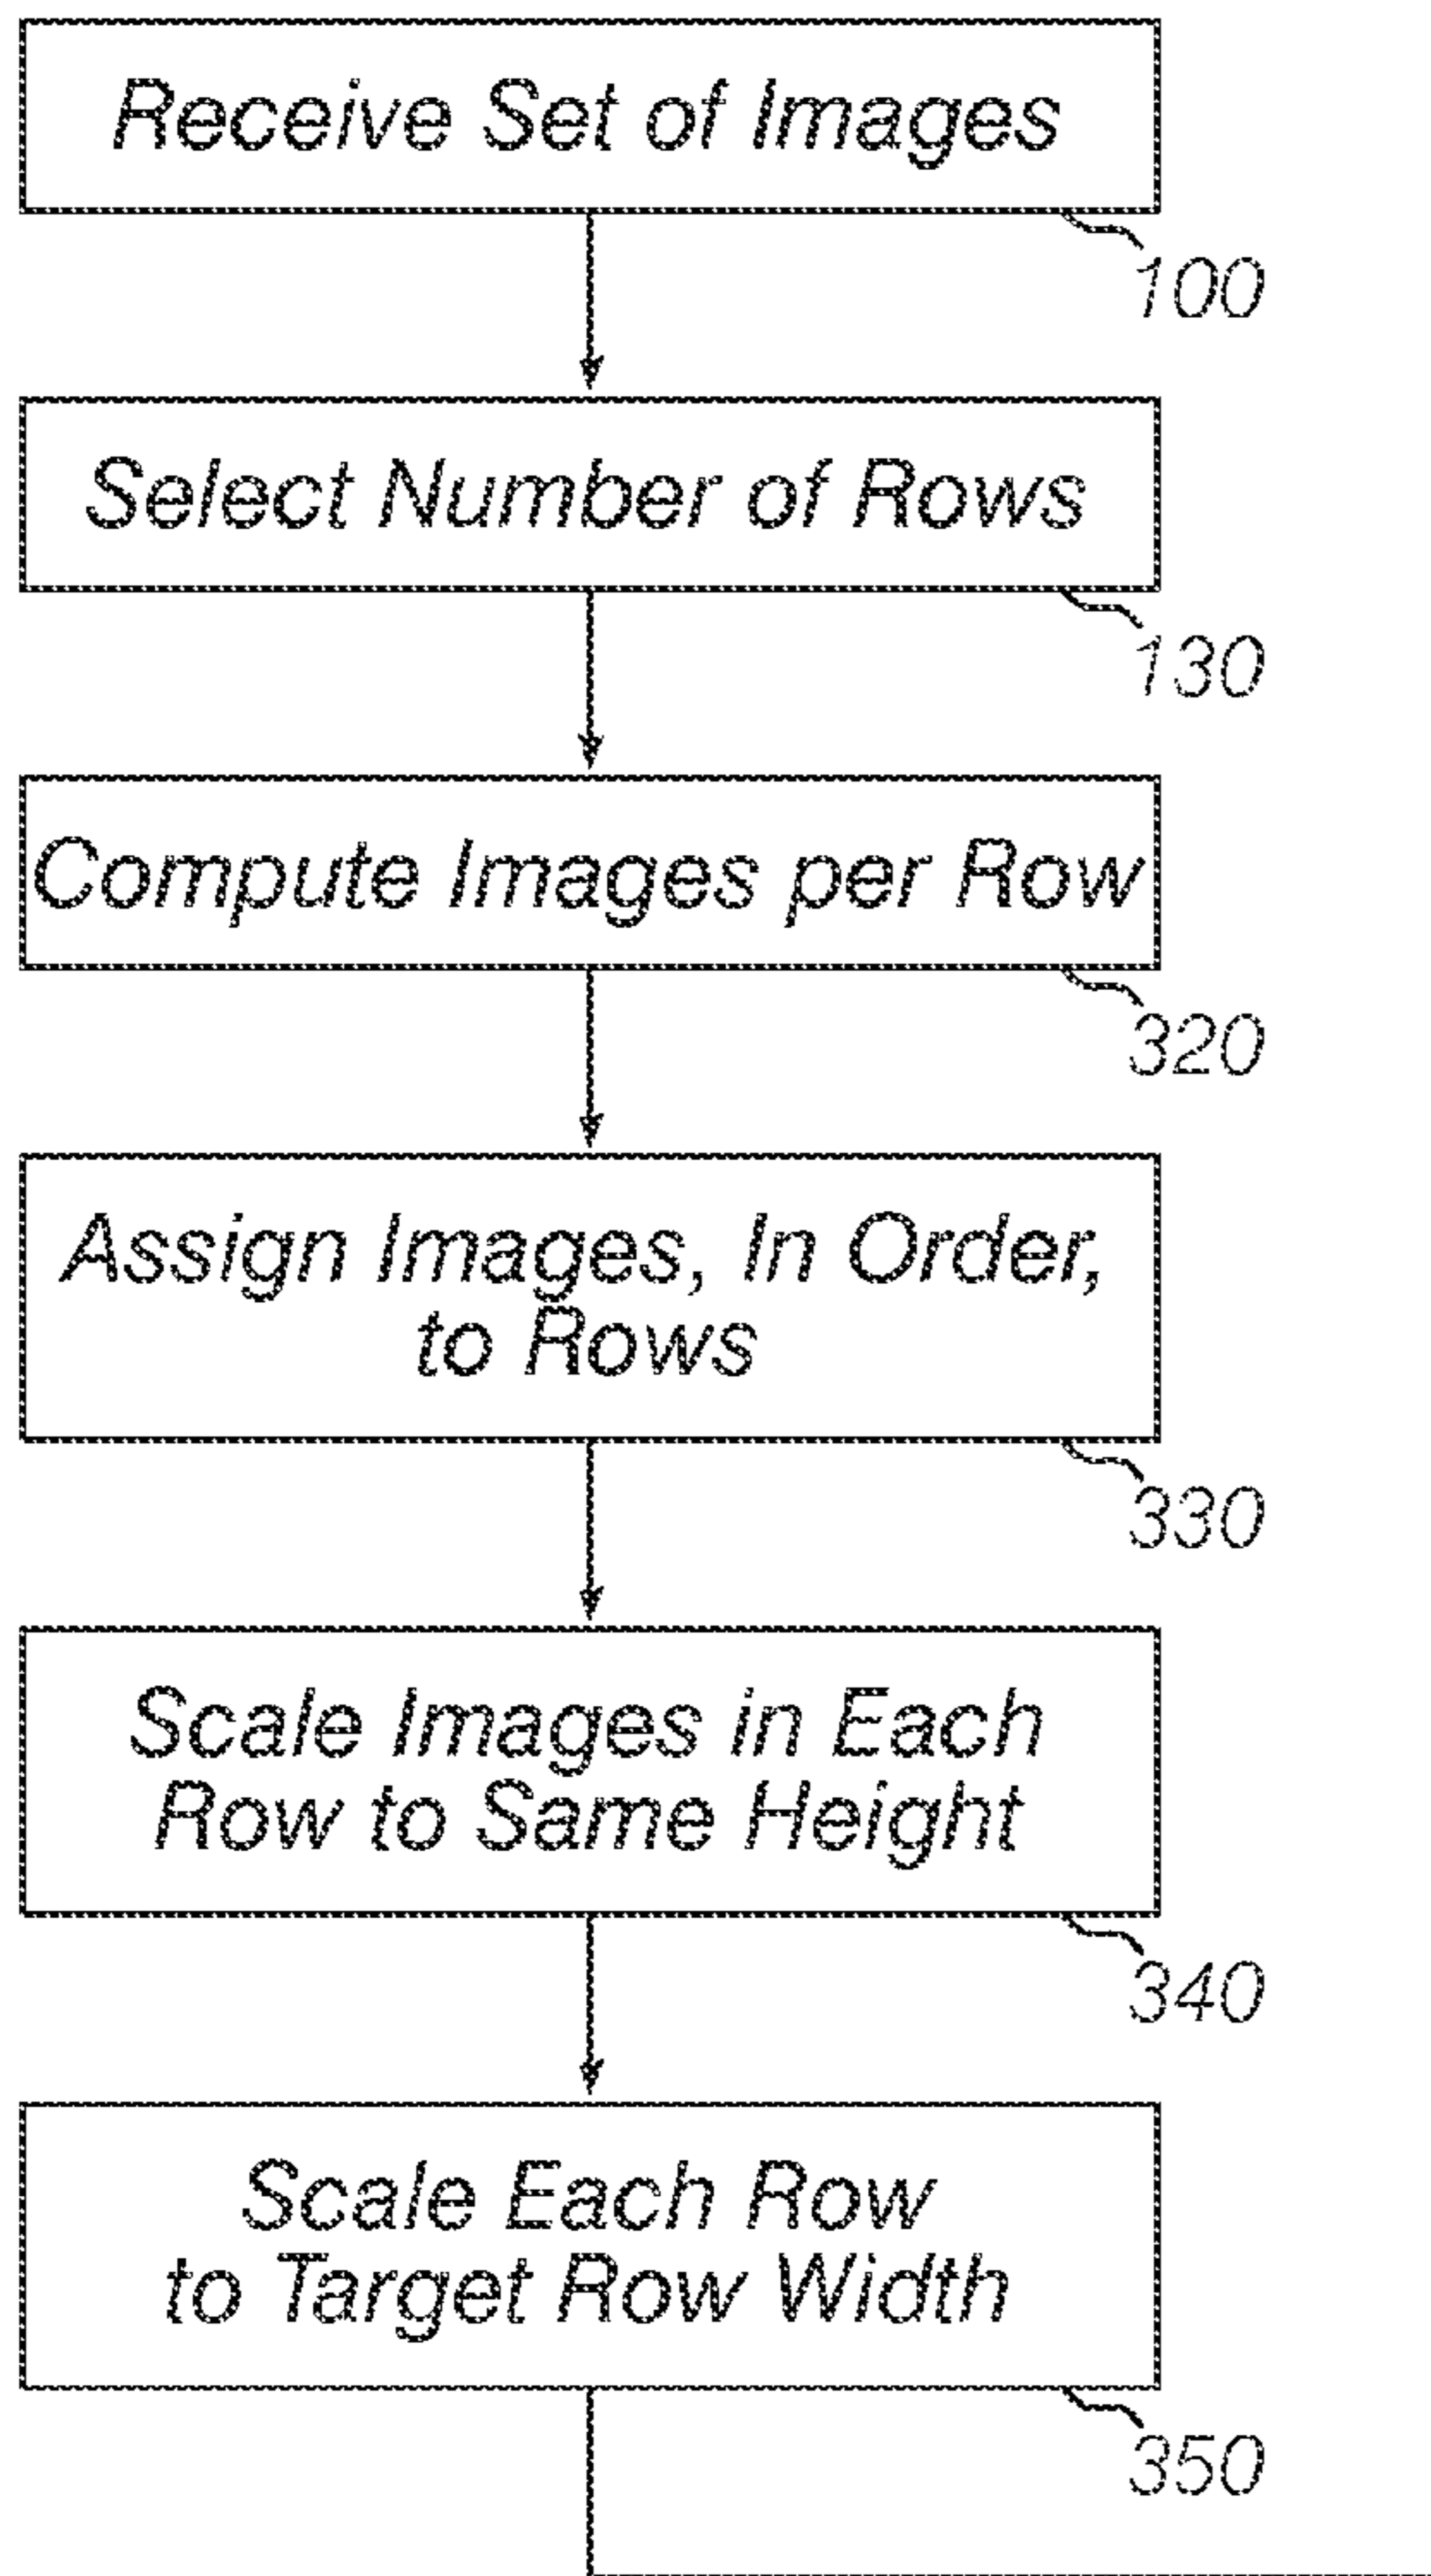 Receive Set of Images
100
Select Number of Rows
130
Compute Images per Row
320
Assign Images, In Order,
to Rows
330
Scale Images in Each
Row to Same Height
340
Scale Each Row
to Target Row Width
350